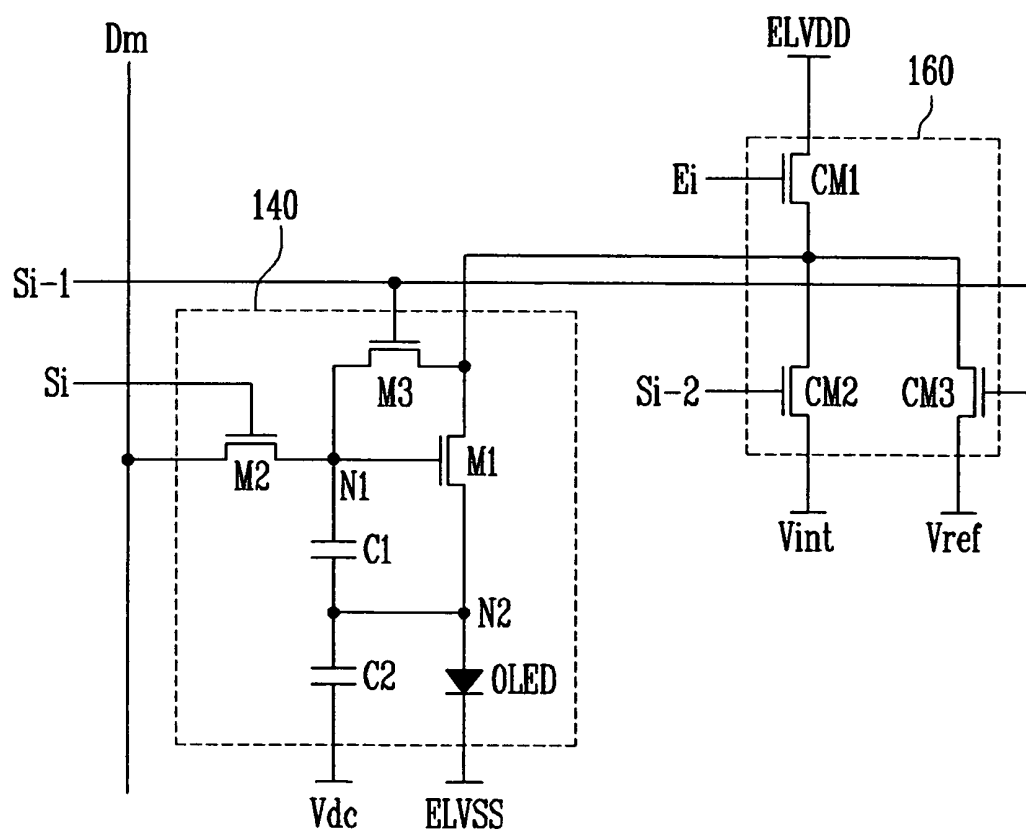 Dm
ELVDD
160
Ei
CM1
140
Si-1
Si
M3
Si-2
CM2
CM3
M2
N1
M1
Vint
Vref
C1
N2
C2
OLED
Vdc
ELVSS